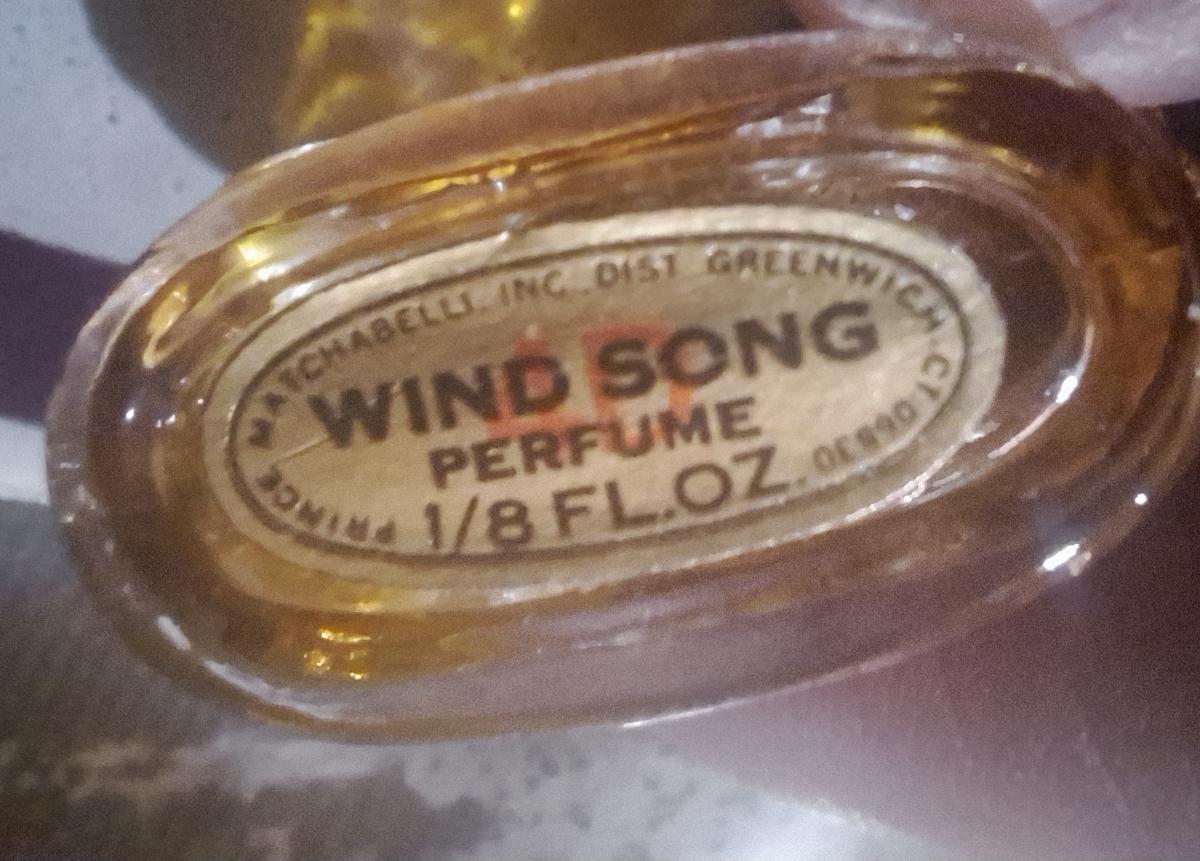 PRINCE MATCHABELLI, INC. DIST GREENWICH, CT. 06830
WIND SONG
PERFUME
1/8 FL.OZ.